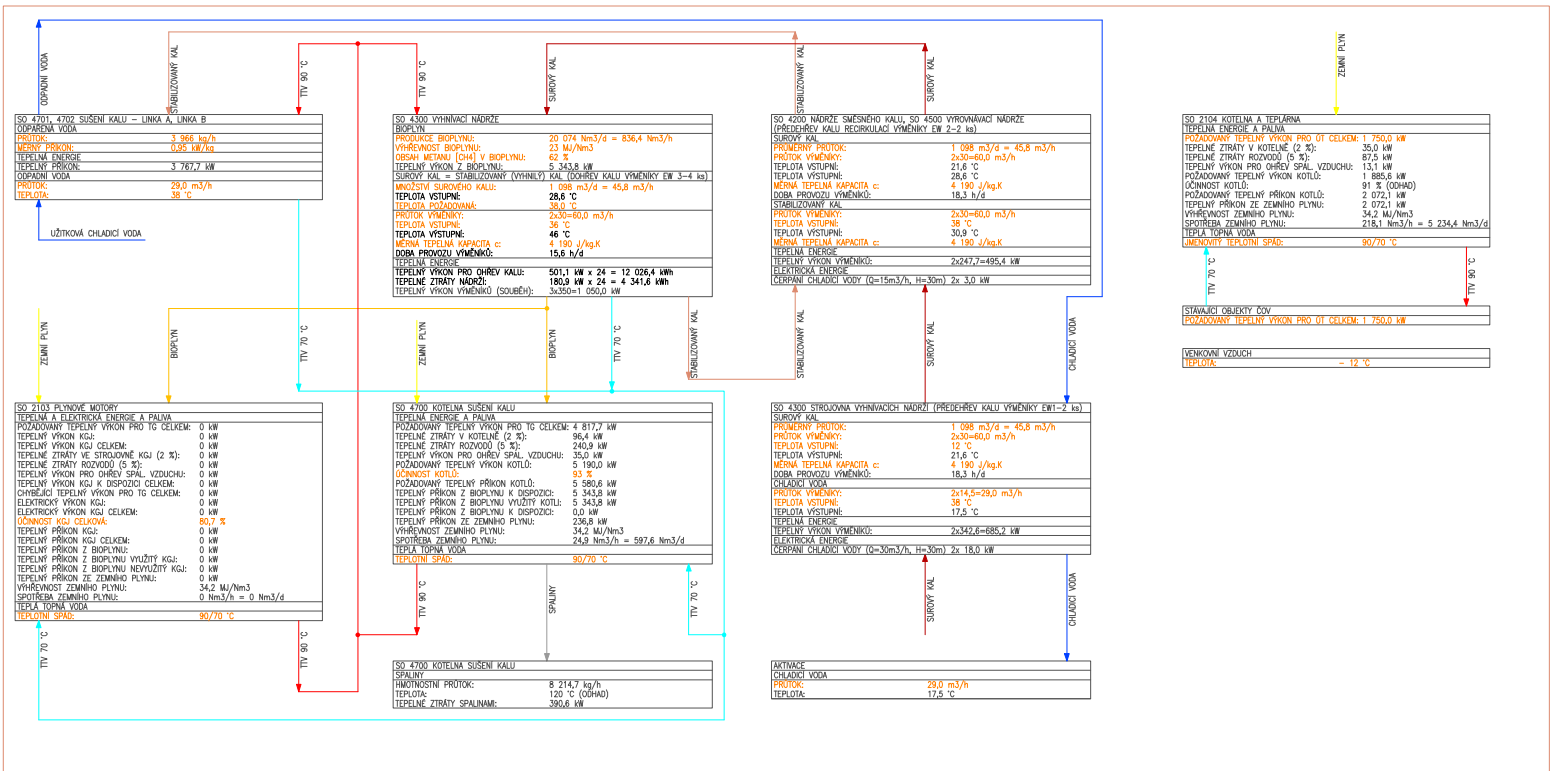 ODPADNÍ VODA
STABILIZOVANÝ KAL
TTV 90 °C
TTV 90 °C
SUROVÝ KAL
STABILIZOVANÝ KAL
SUROVÝ KAL
ZEMNÍ PLYN
SO 4701, 4702 SUŠENÍ KALU – LINKA A, LINKA B
ODPAŘENÁ VODA
PRŮTOK: 3 966 kg/h
MĚRNÝ PŘÍKON: 0,95 kW/kg
TEPELNÁ ENERGIE
TEPELNÝ PŘÍKON: 3 767,7 kW
ODPADNÍ VODA
PRŮTOK: 29,0 m3/h
TEPLOTA: 38 °C
UŽITKOVÁ CHLADICÍ VODA
SO 4300 VYHNÍVACÍ NÁDRŽE
BIOPLYN
PRODUKCE BIOPLYNU: 20 074 Nm3/d = 836,4 Nm3/h
VÝHŘEVNOST BIOPLYNU: 23 MJ/Nm3
OBSAH METANU [CH4] V BIOPLYNU: 62 %
TEPELNÝ VÝKON Z BIOPLYNU: 5 343,8 kW
SUROVÝ KAL = STABILIZOVANÝ (VYHNILÝ) KAL (DOHŘEV KALU VÝMĚNÍKY EW 3–4 ks)
MNOŽSTVÍ SUROVÉHO KALU: 1 098 m3/d = 45,8 m3/h
TEPLOTA VSTUPNÍ: 28,6 °C
TEPLOTA POŽADOVANÁ: 38,0 °C
PRŮTOK VÝMĚNÍKY: 2x30=60,0 m3/h
TEPLOTA VSTUPNÍ: 36 °C
TEPLOTA VÝSTUPNÍ: 46 °C
MĚRNÁ TEPELNÁ KAPACITA c: 4 190 J/kg.K
DOBA PROVOZU VÝMĚNÍKŮ: 15,6 h/d
TEPELNÁ ENERGIE
TEPELNÝ VÝKON PRO OHŘEV KALU: 501,1 kW x 24 = 12 026,4 kWh
TEPELNÉ ZTRÁTY NÁDRŽÍ: 180,9 kW x 24 = 4 341,6 kWh
TEPELNÝ VÝKON VÝMĚNÍKŮ (SOUBĚH): 3x350=1 050,0 kW
SO 4200 NÁDRŽE SMĚSNÉHO KALU, SO 4500 VYROVNÁVACÍ NÁDRŽE
(PŘEDEHŘEV KALU RECIRKULACÍ VÝMĚNÍKY EW 2–2 ks)
SUROVÝ KAL
PRŮMĚRNÝ PRŮTOK: 1 098 m3/d = 45,8 m3/h
PRŮTOK VÝMĚNÍKY: 2x30=60,0 m3/h
TEPLOTA VSTUPNÍ: 21,6 °C
TEPLOTA VÝSTUPNÍ: 28,6 °C
MĚRNÁ TEPELNÁ KAPACITA c: 4 190 J/kg.K
DOBA PROVOZU VÝMĚNÍKŮ: 18,3 h/d
STABILIZOVANÝ KAL
PRŮTOK VÝMĚNÍKY: 2x30=60,0 m3/h
TEPLOTA VSTUPNÍ: 38 °C
TEPLOTA VÝSTUPNÍ: 30,9 °C
MĚRNÁ TEPELNÁ KAPACITA c: 4 190 J/kg.K
TEPELNÁ ENERGIE
TEPELNÝ VÝKON VÝMĚNÍKŮ: 2x247,7=495,4 kW
ELEKTRICKÁ ENERGIE
ČERPÁNÍ CHLADÍCÍ VODY (Q=15m3/h, H=30m) 2x 3,0 kW
SO 2104 KOTELNA A TEPLÁRNA
TEPELNÁ ENERGIE A PALIVA
POŽADOVANÝ TEPELNÝ VÝKON PRO ÚT CELKEM: 1 750,0 kW
TEPELNÉ ZTRÁTY V KOTELNĚ (2 %): 35,0 kW
TEPELNÉ ZTRÁTY ROZVODŮ (5 %): 87,5 kW
TEPELNÝ VÝKON PRO OHŘEV SPAL. VZDUCHU: 13,1 kW
POŽADOVANÝ TEPELNÝ VÝKON KOTLŮ: 1 885,6 kW
ÚČINNOST KOTLŮ: 91 % (ODHAD)
POŽADOVANÝ TEPELNÝ PŘÍKON KOTLŮ: 2 072,1 kW
TEPELNÝ PŘÍKON ZE ZEMNÍHO PLYNU: 2 072,1 kW
VÝHŘEVNOST ZEMNÍHO PLYNU: 34,2 MJ/Nm3
SPOTŘEBA ZEMNÍHO PLYNU: 218,1 Nm3/h = 5 234,4 Nm3/d
TEPLÁ TOPNÁ VODA
JMENOVITÝ TEPLOTNÍ SPÁD: 90/70 °C
TTV 70 °C
TTV 90 °C
STÁVAJÍCÍ OBJEKTY ČOV
POŽADOVANÝ TEPELNÝ VÝKON PRO ÚT CELKEM: 1 750,0 kW
VENKOVNÍ VZDUCH
TEPLOTA: – 12 °C
ZEMNÍ PLYN
BIOPLYN
TTV 70 °C
ZEMNÍ PLYN
BIOPLYN
TTV 70 °C
STABILIZOVANÝ KAL
STABILIZOVANÝ KAL
SUROVÝ KAL
CHLADICÍ VODA
SO 2103 PLYNOVÉ MOTORY
TEPELNÁ A ELEKTRICKÁ ENERGIE A PALIVA
POŽADOVANÝ TEPELNÝ VÝKON PRO TG CELKEM: 0 kW
TEPELNÝ VÝKON KGJ: 0 kW
TEPELNÝ VÝKON KGJ CELKEM: 0 kW
TEPELNÉ ZTRÁTY VE STROJOVNĚ KGJ (2 %): 0 kW
TEPELNÉ ZTRÁTY ROZVODŮ (5 %): 0 kW
TEPELNÝ VÝKON PRO OHŘEV SPAL. VZDUCHU: 0 kW
TEPELNÝ VÝKON KGJ K DISPOZICI CELKEM: 0 kW
CHYBĚJÍCÍ TEPELNÝ VÝKON PRO TG CELKEM: 0 kW
ELEKTRICKÝ VÝKON KGJ: 0 kW
ELEKTRICKÝ VÝKON KGJ CELKEM: 0 kW
ÚČINNOST KGJ CELKOVÁ: 80,7 %
TEPELNÝ PŘÍKON KGJ: 0 kW
TEPELNÝ PŘÍKON KGJ CELKEM: 0 kW
TEPELNÝ PŘÍKON Z BIOPLYNU: 0 kW
TEPELNÝ PŘÍKON Z BIOPLYNU VYUŽITÝ KGJ: 0 kW
TEPELNÝ PŘÍKON Z BIOPLYNU NEVYUŽITÝ KGJ: 0 kW
TEPELNÝ PŘÍKON ZE ZEMNÍHO PLYNU: 0 kW
VÝHŘEVNOST ZEMNÍHO PLYNU: 34,2 MJ/Nm3
SPOTŘEBA ZEMNÍHO PLYNU: 0 Nm3/h = 0 Nm3/d
TEPLÁ TOPNÁ VODA
TEPLOTNÍ SPÁD: 90/70 °C
TTV 70 °C
TTV 90 °C
SO 4700 KOTELNA SUŠENÍ KALU
TEPELNÁ ENERGIE A PALIVA
POŽADOVANÝ TEPELNÝ VÝKON PRO TG CELKEM: 4 817,7 kW
TEPELNÉ ZTRÁTY V KOTELNĚ (2 %): 96,4 kW
TEPELNÉ ZTRÁTY ROZVODŮ (5 %): 240,9 kW
TEPELNÝ VÝKON PRO OHŘEV SPAL. VZDUCHU: 35,0 kW
POŽADOVANÝ TEPELNÝ VÝKON KOTLŮ: 5 190,0 kW
ÚČINNOST KOTLŮ: 93 %
POŽADOVANÝ TEPELNÝ PŘÍKON KOTLŮ: 5 580,6 kW
TEPELNÝ PŘÍKON Z BIOPLYNU K DISPOZICI: 5 343,8 kW
TEPELNÝ PŘÍKON Z BIOPLYNU VYUŽITÝ KOTLI: 5 343,8 kW
TEPELNÝ PŘÍKON Z BIOPLYNU K DISPOZICI: 0,0 kW
TEPELNÝ PŘÍKON ZE ZEMNÍHO PLYNU: 236,8 kW
VÝHŘEVNOST ZEMNÍHO PLYNU: 34,2 MJ/Nm3
SPOTŘEBA ZEMNÍHO PLYNU: 24,9 Nm3/h = 597,6 Nm3/d
TEPLÁ TOPNÁ VODA
TEPLOTNÍ SPÁD: 90/70 °C
TTV 90 °C
SPALINY
TTV 70 °C
SO 4700 KOTELNA SUŠENÍ KALU
SPALINY
HMOTNOSTNÍ PRŮTOK: 8 214,7 kg/h
TEPLOTA: 120 °C (ODHAD)
TEPELNÉ ZTRÁTY SPALINAMI: 390,6 kW
SO 4300 STROJOVNA VYHNÍVACÍCH NÁDRŽÍ (PŘEDEHŘEV KALU VÝMĚNÍKY EW1–2 ks)
SUROVÝ KAL
PRŮMĚRNÝ PRŮTOK: 1 098 m3/d = 45,8 m3/h
PRŮTOK VÝMĚNÍKY: 2x30=60,0 m3/h
TEPLOTA VSTUPNÍ: 12 °C
TEPLOTA VÝSTUPNÍ: 21,6 °C
MĚRNÁ TEPELNÁ KAPACITA c: 4 190 J/kg.K
DOBA PROVOZU VÝMĚNÍKŮ: 18,3 h/d
CHLADICÍ VODA
PRŮTOK VÝMĚNÍKY: 2x14,5=29,0 m3/h
TEPLOTA VSTUPNÍ: 38 °C
TEPLOTA VÝSTUPNÍ: 17,5 °C
TEPELNÁ ENERGIE
TEPELNÝ VÝKON VÝMĚNÍKŮ: 2x342,6=685,2 kW
ELEKTRICKÁ ENERGIE
ČERPÁNÍ CHLADÍCÍ VODY (Q=30m3/h, H=30m) 2x 18,0 kW
SUROVÝ KAL
CHLADICÍ VODA
AKTIVACE
CHLADICÍ VODA
PRŮTOK: 29,0 m3/h
TEPLOTA: 17,5 °C